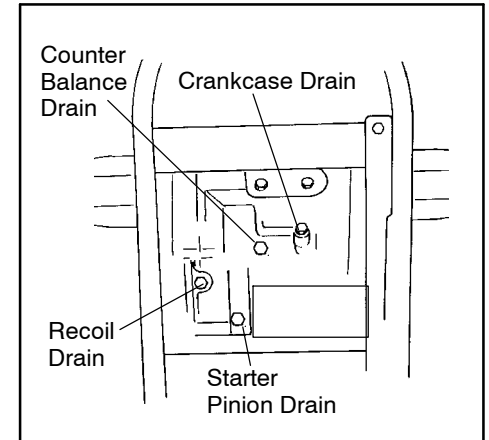 Counter
Balance
Drain
Crankcase Drain
Recoil
Drain
Starter
Pinion Drain